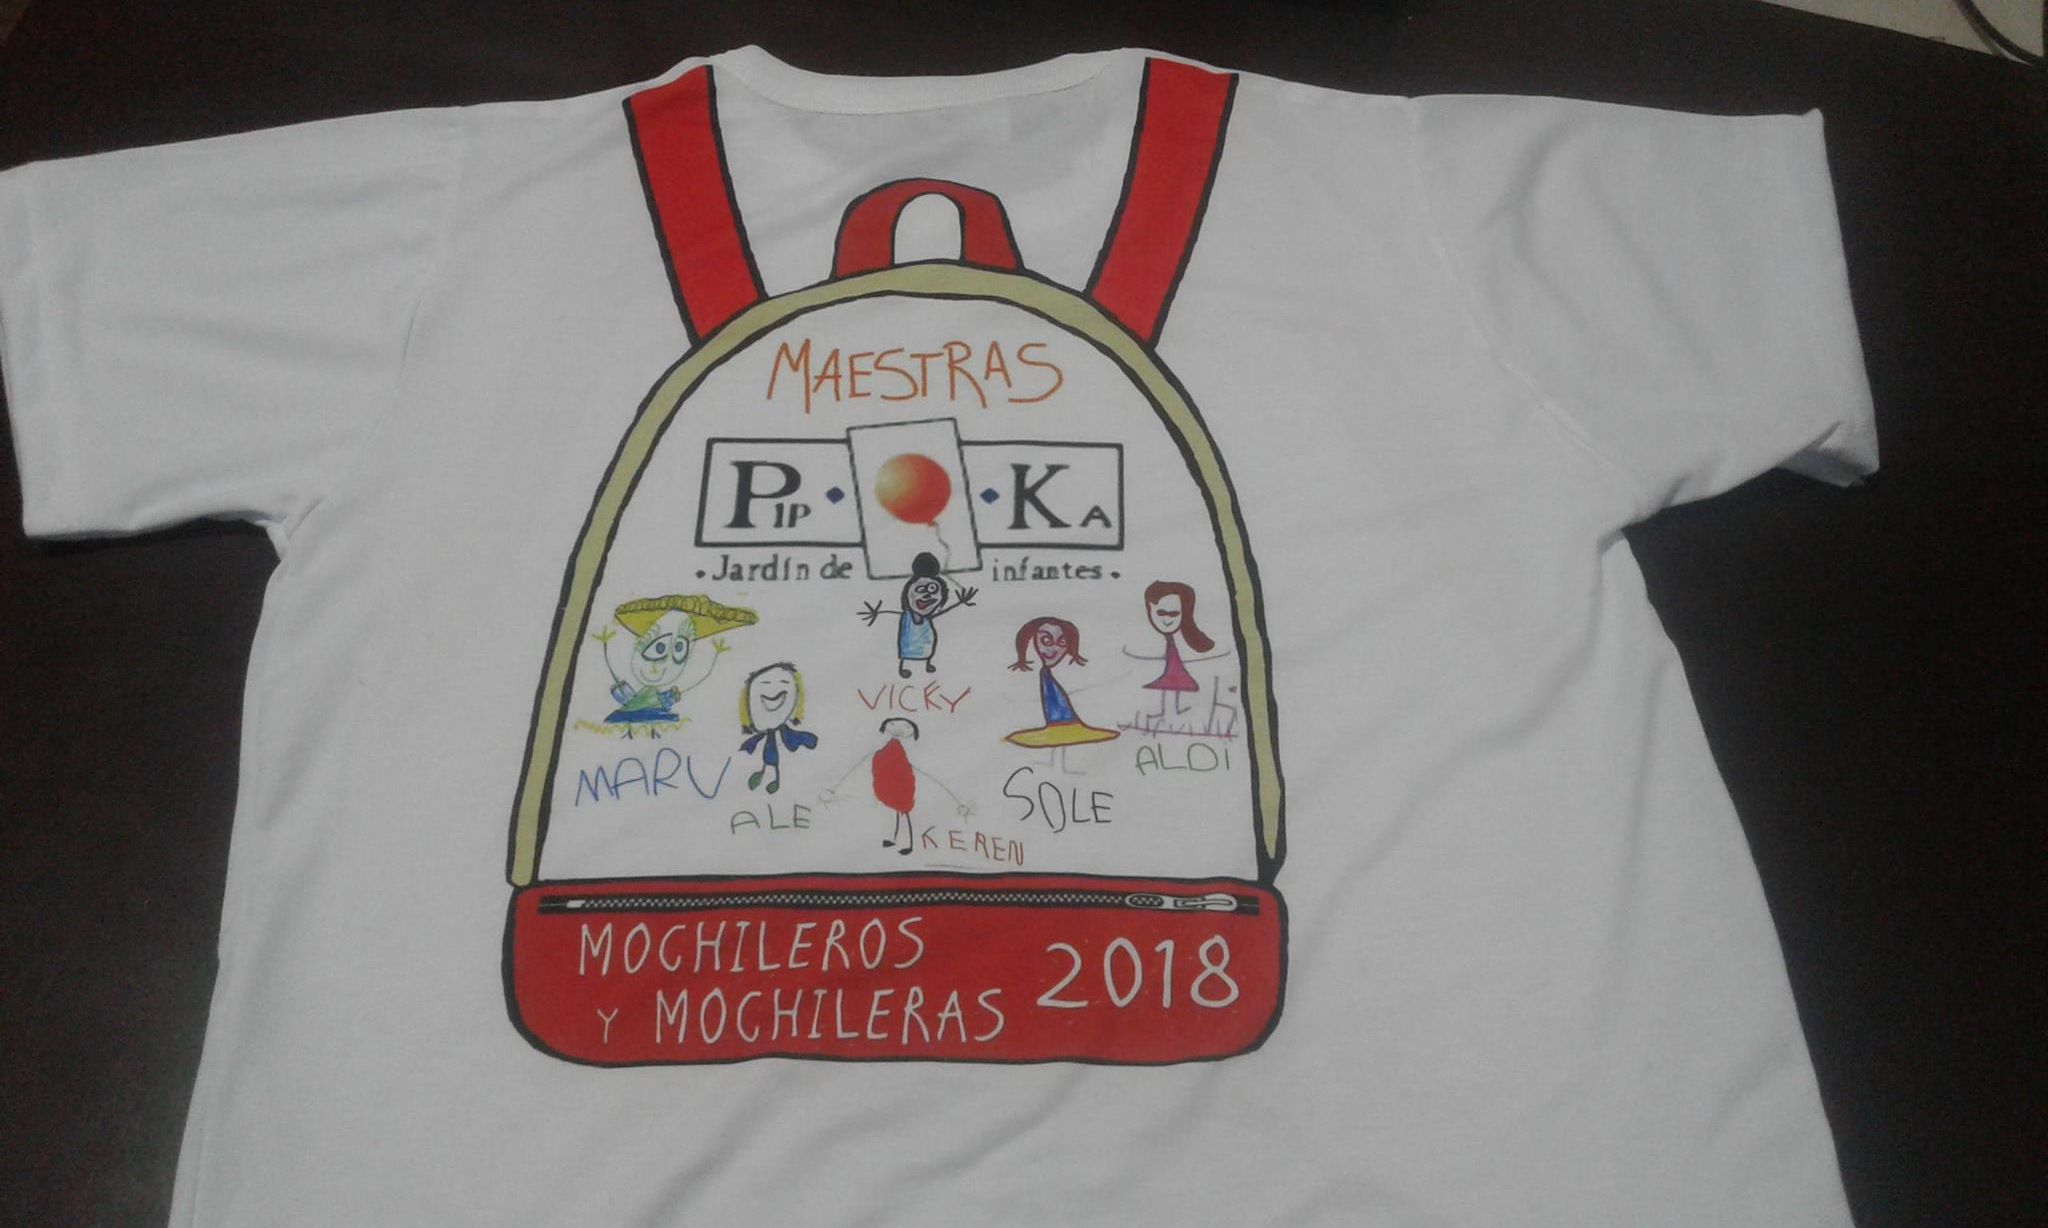 MAESTRAS
PIP · · KA
· Jardín de infantes ·
VICKY
MARU
ALE
KEREN
SOLE
ALDI
MOCHILEROS
Y MOCHILERAS
2018